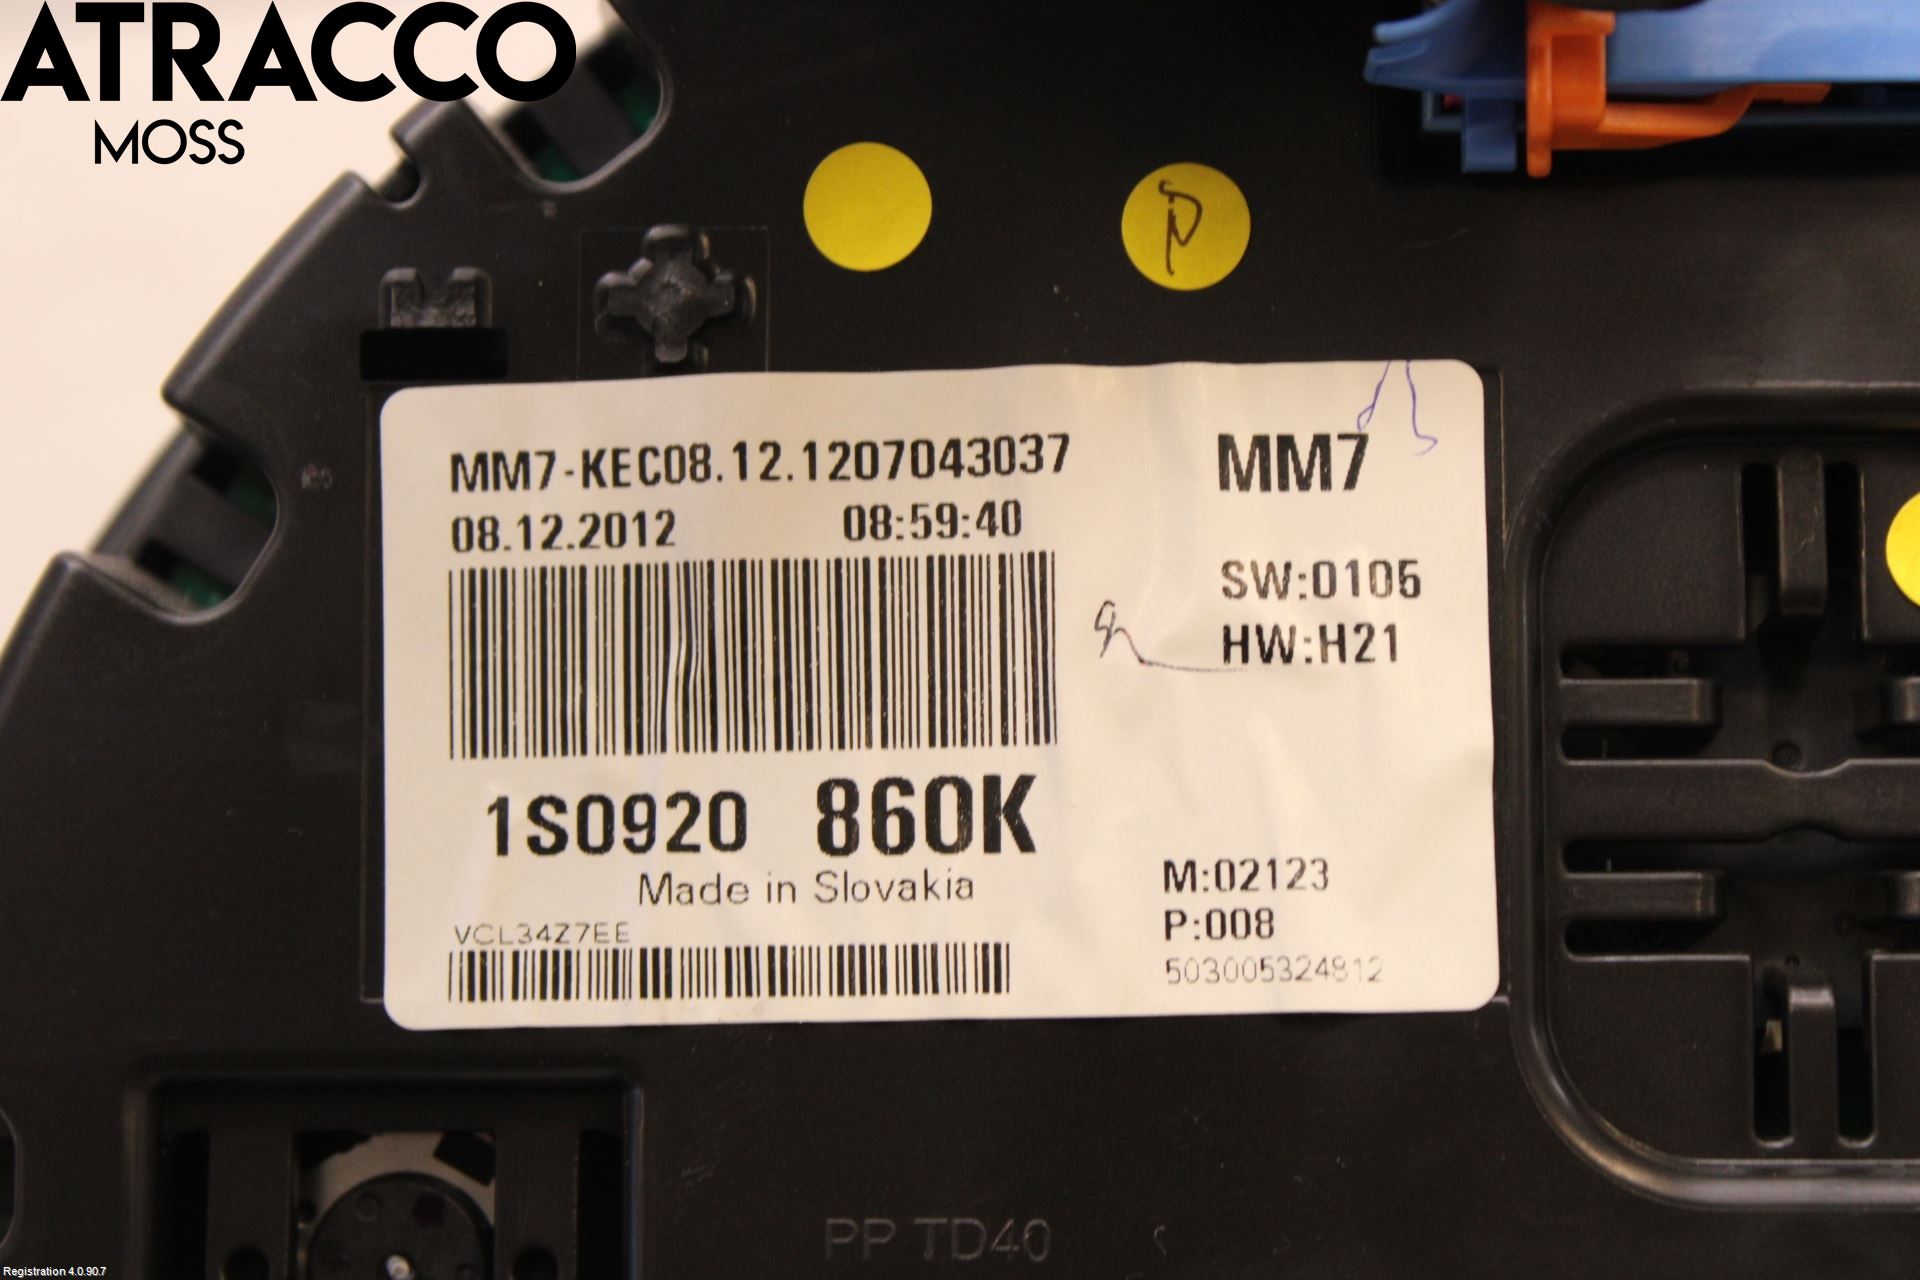 ATRACCO
MOSS
P
MM7-KEC08.12.1207043037
MM7
08.12.2012 08:59:40
SW:0105
HW:H21
1S0920 860K
Made in Slovakia
M:02123
VCL34Z7EE
P:008
503005324812
PP TD40
Registration 4.0.90.7